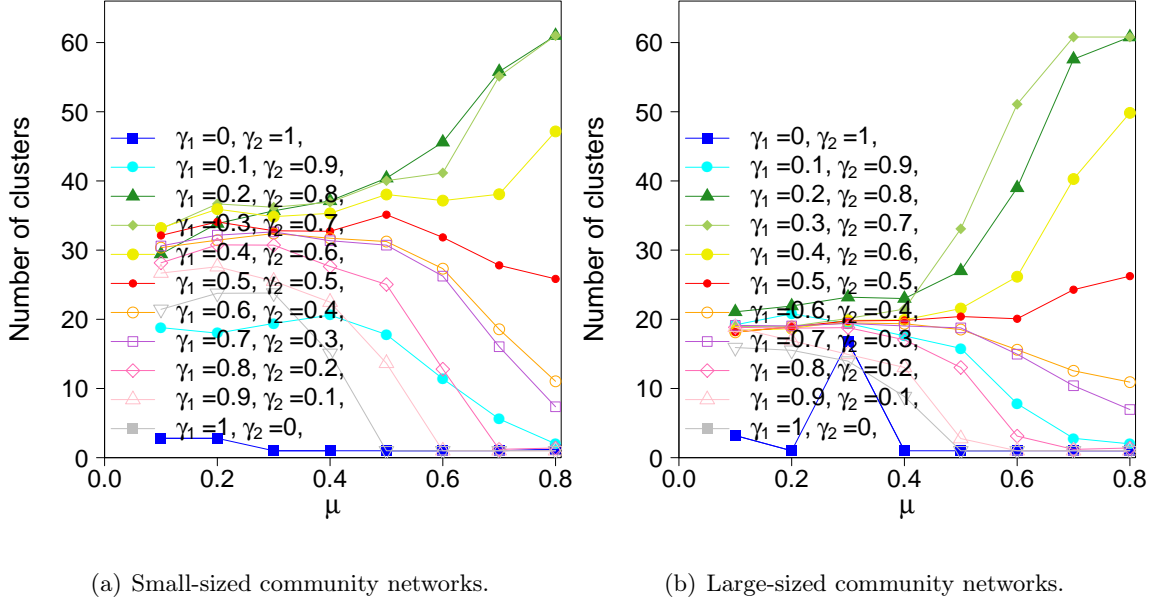 60
50
40
30
20
10
0
Number of clusters
γ1 =0, γ2 =1,
γ1 =0.1, γ2 =0.9,
γ1 =0.2, γ2 =0.8,
γ1 =0.3, γ2 =0.7,
γ1 =0.4, γ2 =0.6,
γ1 =0.5, γ2 =0.5,
γ1 =0.6, γ2 =0.4,
γ1 =0.7, γ2 =0.3,
γ1 =0.8, γ2 =0.2,
γ1 =0.9, γ2 =0.1,
γ1 =1, γ2 =0,
0.0 0.2 0.4 0.6 0.8
μ
(a) Small-sized community networks.
60
50
40
30
20
10
0
Number of clusters
γ1 =0, γ2 =1,
γ1 =0.1, γ2 =0.9,
γ1 =0.2, γ2 =0.8,
γ1 =0.3, γ2 =0.7,
γ1 =0.4, γ2 =0.6,
γ1 =0.5, γ2 =0.5,
γ1 =0.6, γ2 =0.4,
γ1 =0.7, γ2 =0.3,
γ1 =0.8, γ2 =0.2,
γ1 =0.9, γ2 =0.1,
γ1 =1, γ2 =0,
0.0 0.2 0.4 0.6 0.8
μ
(b) Large-sized community networks.